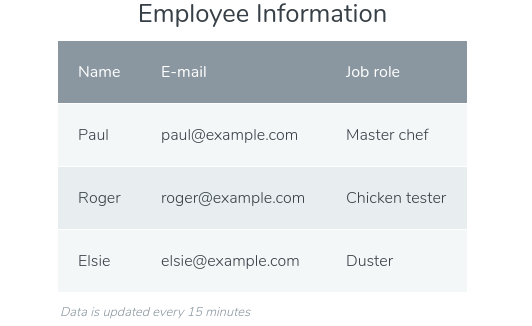 Employee Information
Name E-mail Job role
Paul paul@example.com Master chef
Roger roger@example.com Chicken tester
Elsie elsie@example.com Duster
Data is updated every 15 minutes